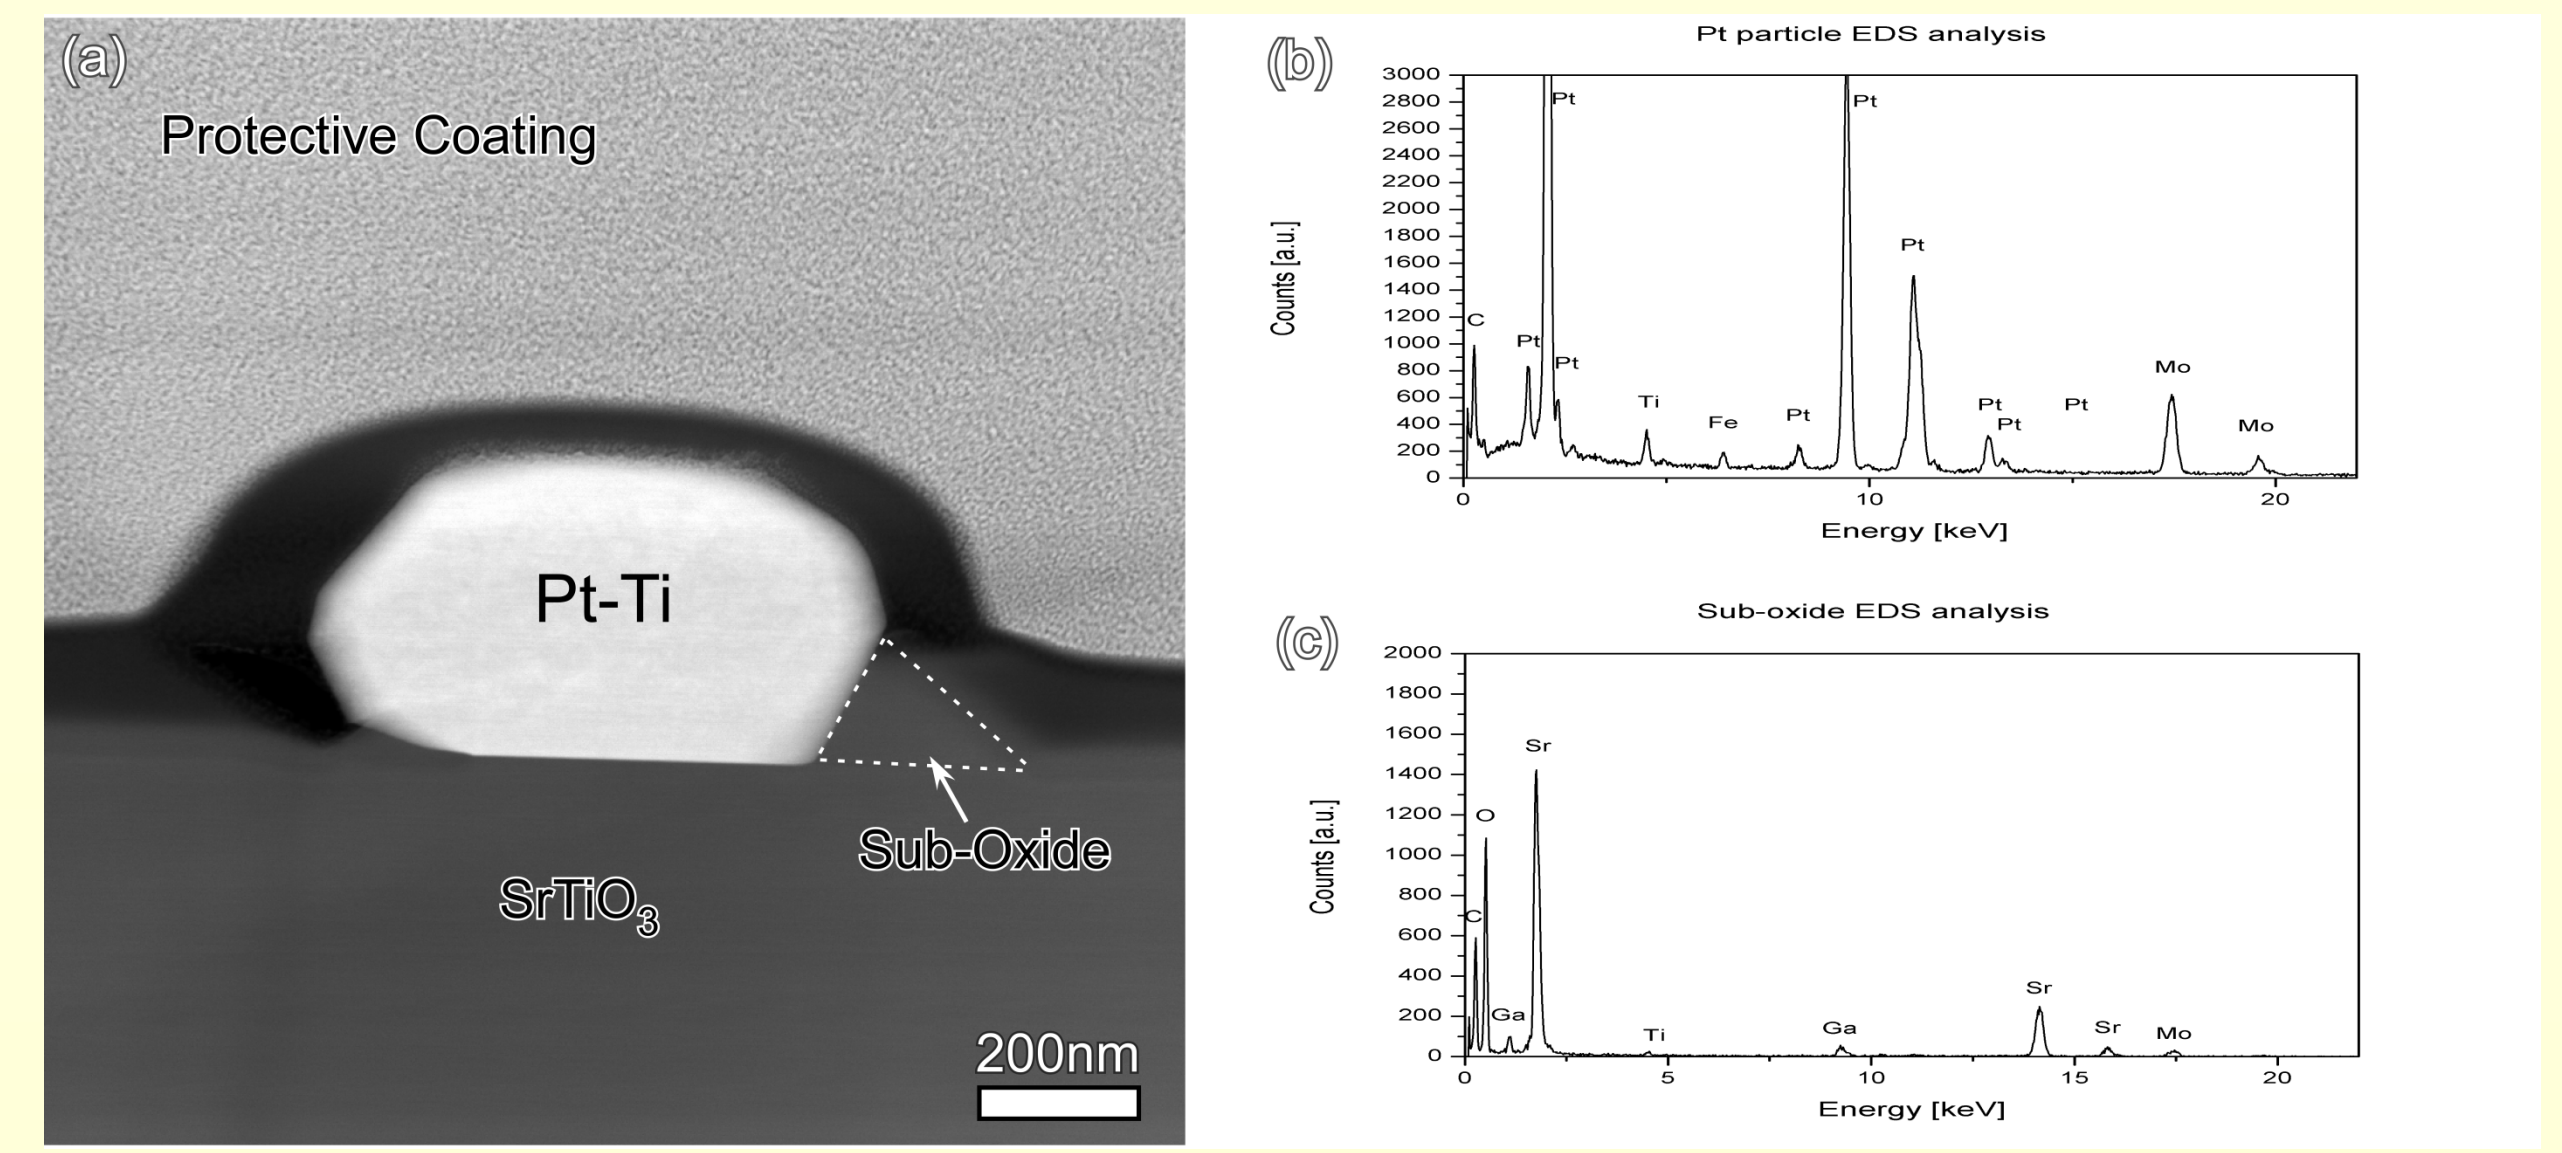 (a)
Protective Coating
Pt-Ti
Sub-Oxide
SrTiO3
200nm
(b)
Pt particle EDS analysis
3000
2800
2600
2400
2200
2000
1800
1600
1400
1200
1000
800
600
400
200
0
Counts [a.u.]
C
Pt
Pt
Pt
Ti
Fe
Pt
Pt
Pt
Pt
Pt
Pt
Mo
Mo
0 10 20
Energy [keV]
(c)
Sub-oxide EDS analysis
2000
1800
1600
1400
1200
1000
800
600
400
200
0
Counts [a.u.]
C
O
Ga
Sr
Ti
Ga
Sr
Sr
Mo
0 5 10 15 20
Energy [keV]